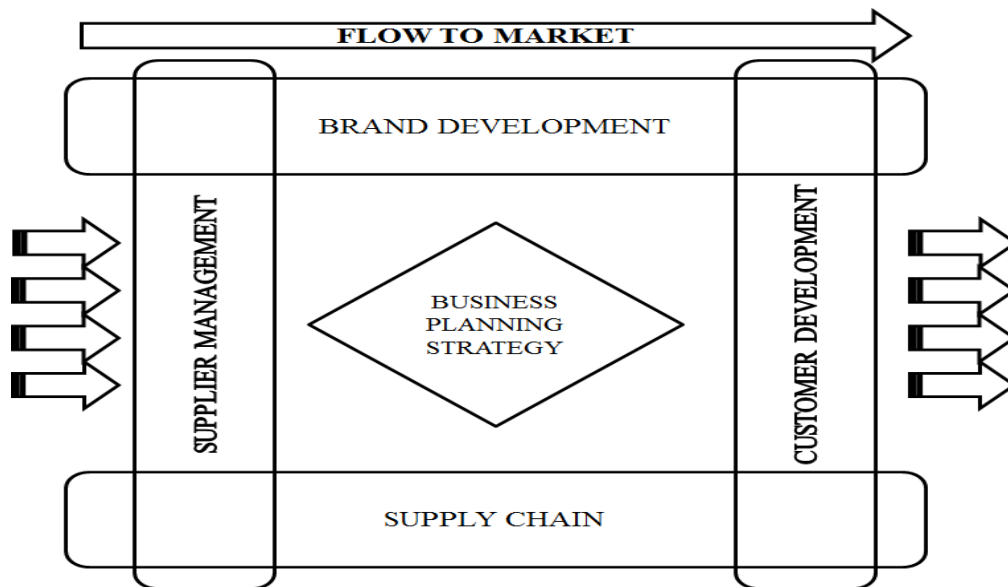 FLOW TO MARKET
BRAND DEVELOPMENT
SUPPLIER MANAGEMENT
BUSINESS
PLANNING
STRATEGY
CUSTOMER DEVELOPMENT
SUPPLY CHAIN